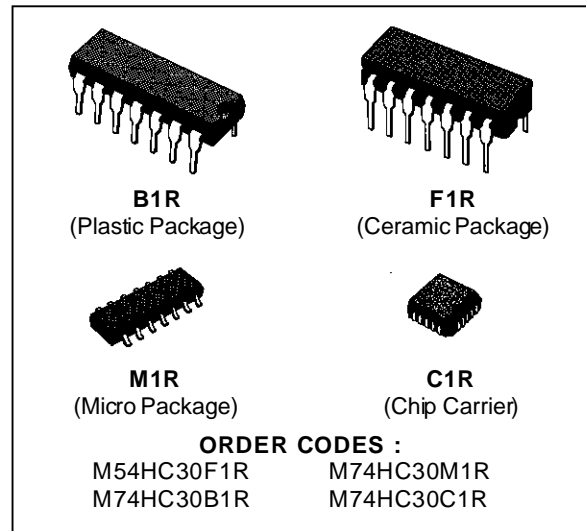 B1R
(Plastic Package)
F1R
(Ceramic Package)
M1R
(Micro Package)
C1R
(Chip Carrier)
ORDER CODES :
M54HC30F1R M74HC30M1R
M74HC30B1R M74HC30C1R